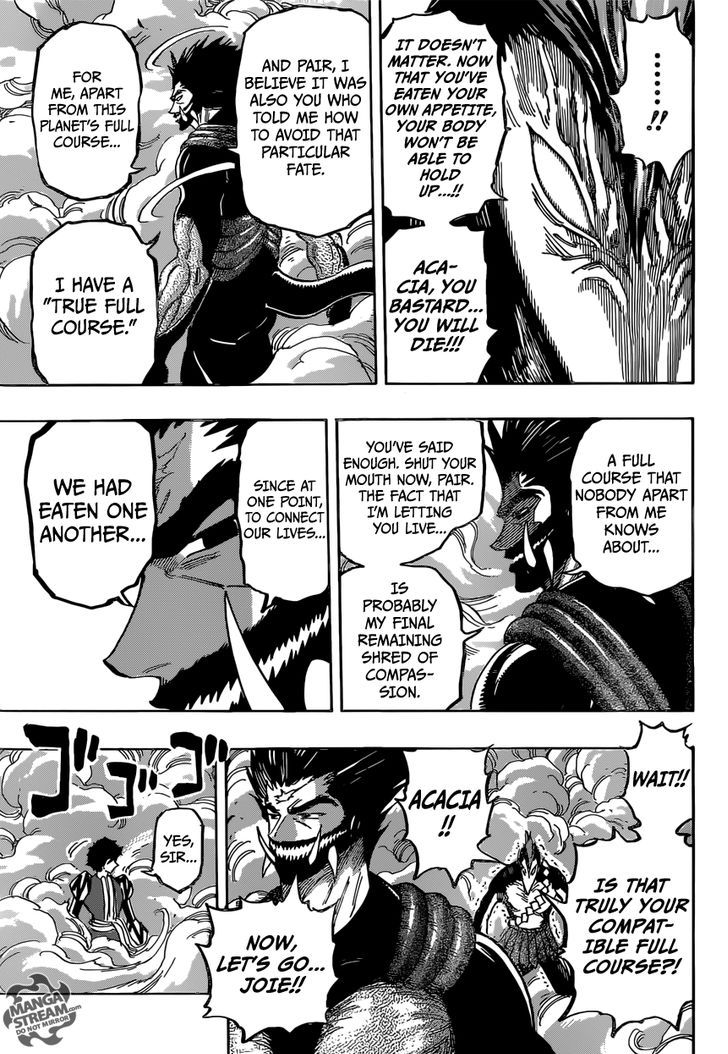 ......!!
IT DOESN'T
MATTER. NOW
THAT YOU'VE
EATEN YOUR
OWN APPETITE,
YOUR BODY
WON'T BE
ABLE TO
HOLD
UP...!!
ACA-
CIA, YOU
BASTARD...
YOU WILL
DIE!!!
AND PAIR, I
BELIEVE IT WAS
ALSO YOU WHO
TOLD ME HOW
TO AVOID THAT
PARTICULAR
FATE.
FOR
ME, APART
FROM THIS
PLANET'S FULL
COURSE...
I HAVE A
"TRUE FULL
COURSE."
A FULL
COURSE THAT
NOBODY APART
FROM ME
KNOWS
ABOUT...
YOU'VE SAID
ENOUGH. SHUT YOUR
MOUTH NOW, PAIR.
THE FACT THAT
I'M LETTING
YOU LIVE...
IS
PROBABLY
MY FINAL
REMAINING
SHRED OF
COMPAS-
SION.
SINCE AT
ONE POINT,
TO CONNECT
OUR LIVES...
WE HAD
EATEN ONE
ANOTHER...
WAIT!!
IS THAT
TRULY YOUR
COMPAT-
IBLE FULL
COURSE?!
ACACIA
!!
NOW,
LET'S GO...
JOIE!!
ゴゴゴ
YES,
SIR...
MANGA
STREAM.com
DO NOT MIRROR